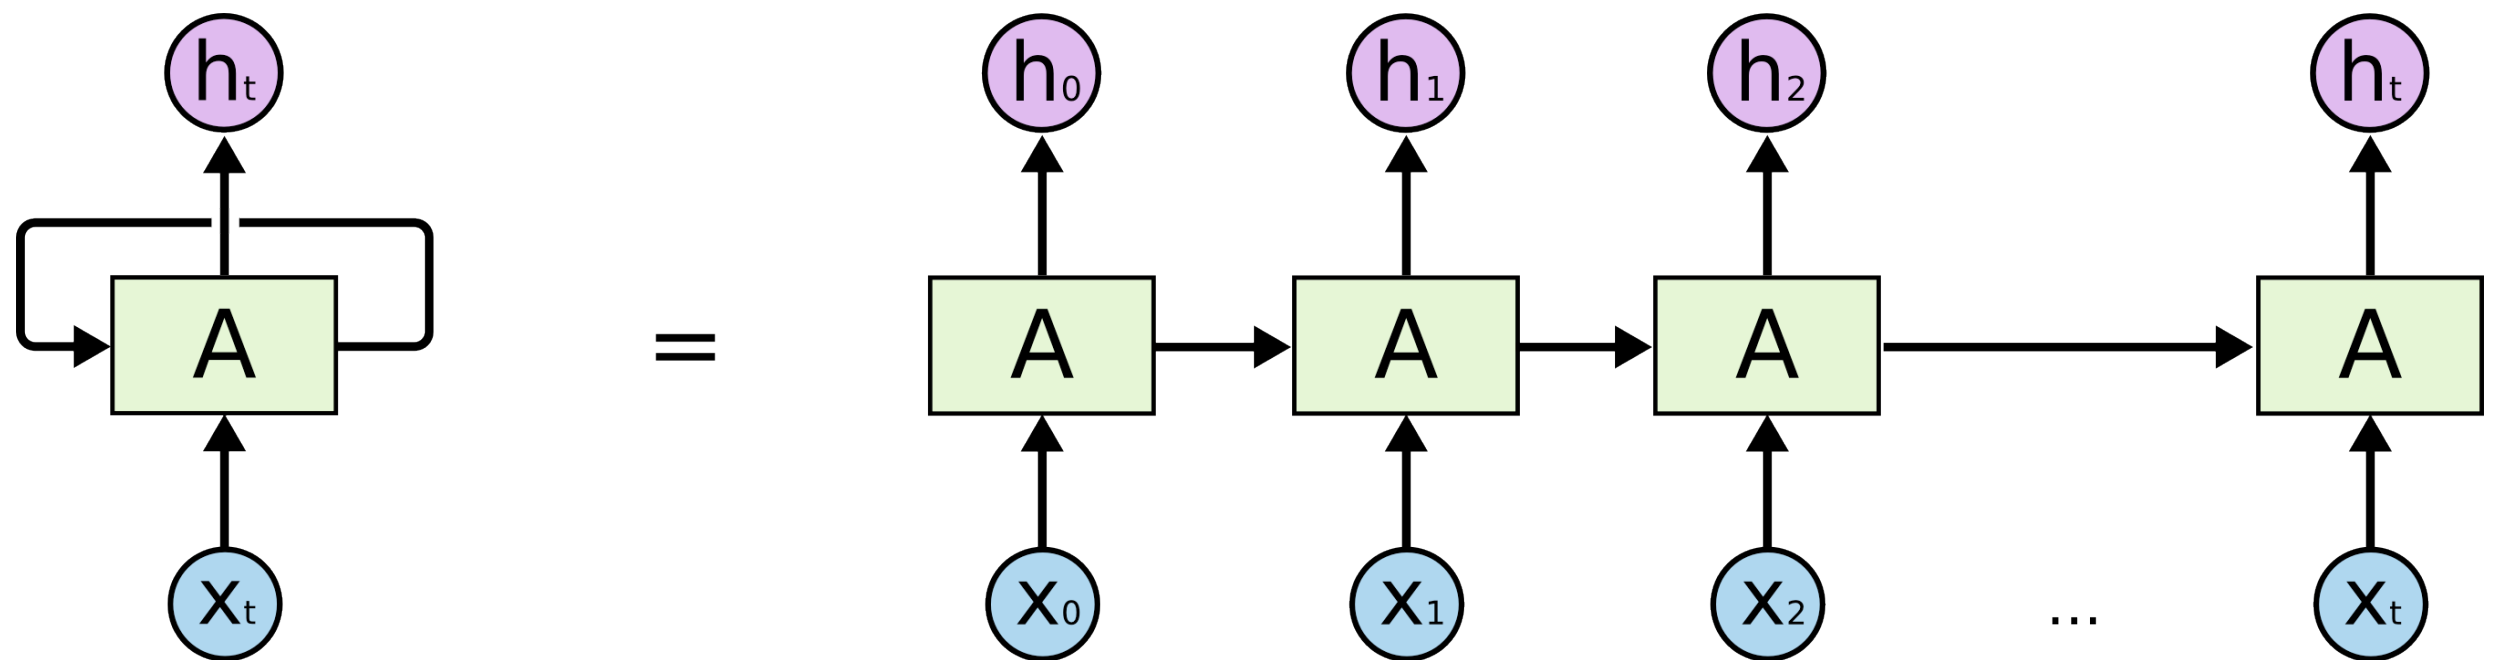 ht h0 h1 h2 ht
A = A A A A
xt x0 x1 x2 ... xt